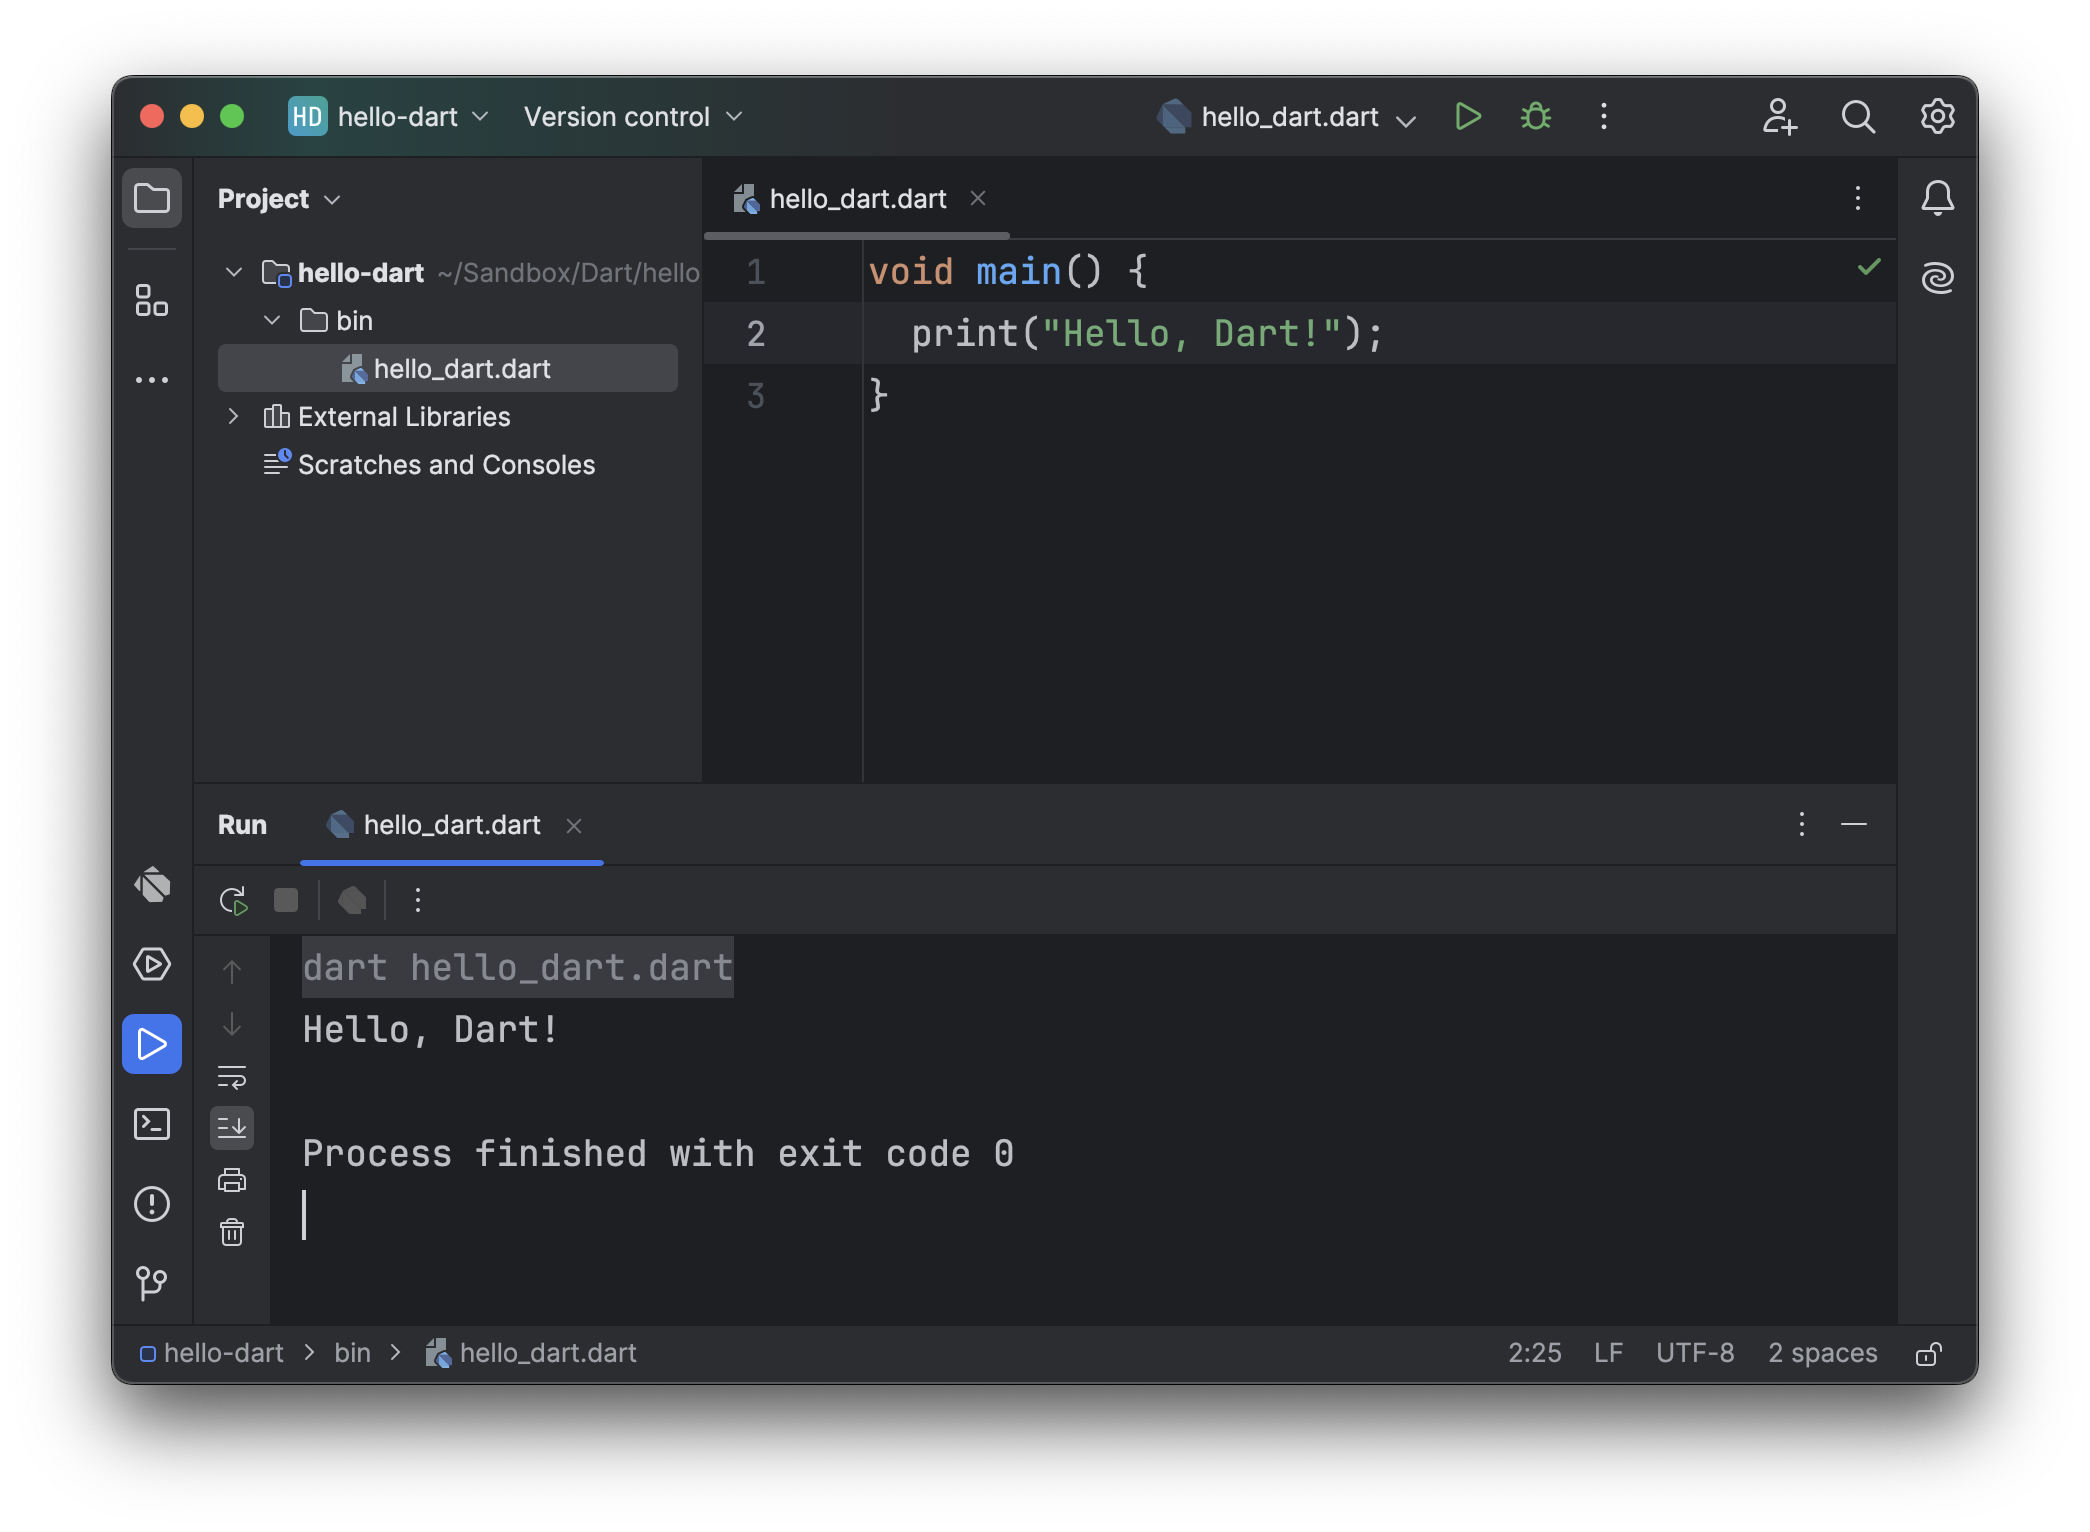 HD hello-dart Version control hello_dart.dart
Project
hello-dart ~/Sandbox/Dart/hello
bin
hello_dart.dart
External Libraries
Scratches and Consoles
hello_dart.dart
1 void main() {
2 print("Hello, Dart!");
3 }
Run hello_dart.dart
dart hello_dart.dart
Hello, Dart!
Process finished with exit code 0
hello-dart > bin > hello_dart.dart 2:25 LF UTF-8 2 spaces